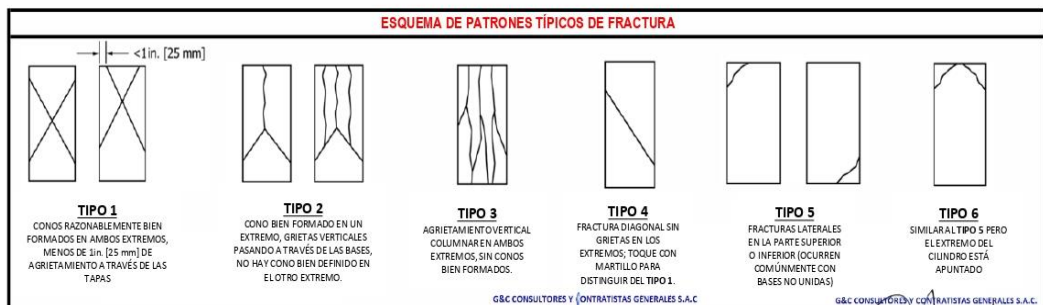 ESQUEMA DE PATRONES TÍPICOS DE FRACTURA
<1in. [25 mm]
TIPO 1
CONOS RAZONABLEMENTE BIEN
FORMADOS EN AMBOS EXTREMOS,
MENOS DE 1in. [25 mm] DE
AGRIETAMIENTO A TRAVÉS DE LAS
TAPAS
TIPO 2
CONO BIEN FORMADO EN UN
EXTREMO, GRIETAS VERTICALES
PASANDO A TRAVÉS DE LAS BASES,
NO HAY CONO BIEN DEFINIDO EN
EL OTRO EXTREMO.
TIPO 3
AGRIETAMIENTO VERTICAL
COLUMNAR EN AMBOS
EXTREMOS, SIN CONOS
BIEN FORMADOS.
TIPO 4
FRACTURA DIAGONAL SIN
GRIETAS EN LOS
EXTREMOS; TOQUE CON
MARTILLO PARA
DISTINGUIR DEL TIPO 1.
TIPO 5
FRACTURAS LATERALES
EN LA PARTE SUPERIOR
O INFERIOR (OCURREN
COMÚNMENTE CON
BASES NO UNIDAS)
TIPO 6
SIMILAR AL TIPO 5 PERO
EL EXTREMO DEL
CILINDRO ESTÁ
APUNTADO
G&C CONSULTORES Y CONTRATISTAS GENERALES S.A.C
G&C CONSULTORES Y CONTRATISTAS GENERALES S.A.C.